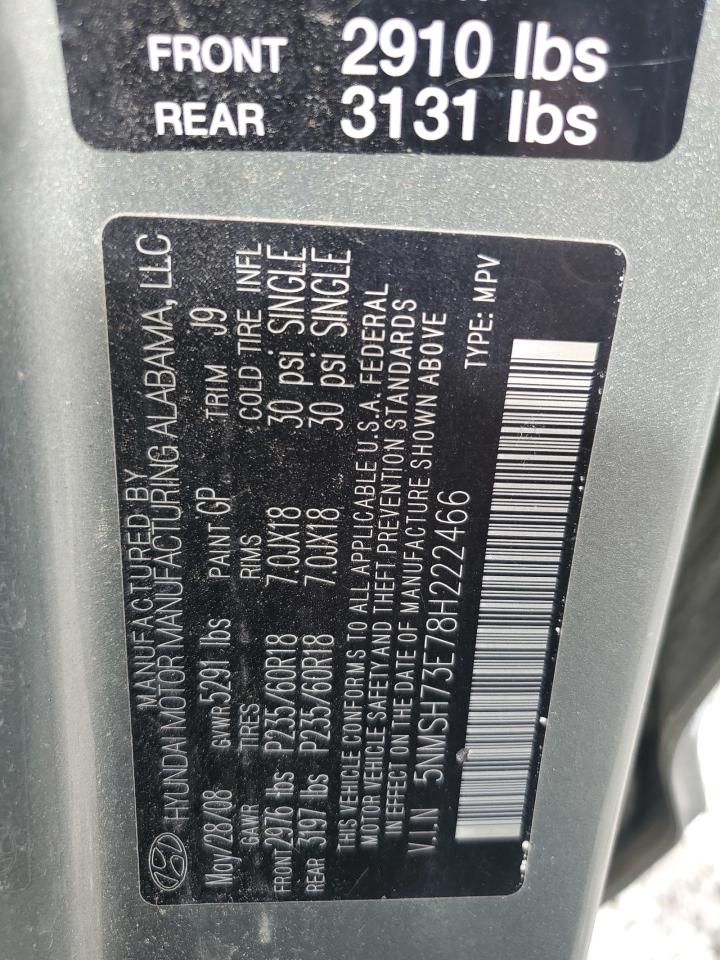 FRONT 2910 lbs
REAR 3131 lbs
MANUFACTURED BY
HYUNDAI MOTOR MANUFACTURING ALABAMA, LLC
May/28/08 GVWR 5291 lbs PAINT GP TRIM J9
GAWR TIRES RIMS COLD TIRE INFL
FRONT 2976 lbs P235/60R18 7.0JX18 30 psi SINGLE
REAR 3197 lbs P235/60R18 7.0JX18 30 psi SINGLE
THIS VEHICLE CONFORMS TO ALL APPLICABLE U.S.A. FEDERAL
MOTOR VEHICLE SAFETY AND THEFT PREVENTION STANDARDS
IN EFFECT ON THE DATE OF MANUFACTURE SHOWN ABOVE
V.I.N 5NMSH73E78H222466 TYPE: MPV